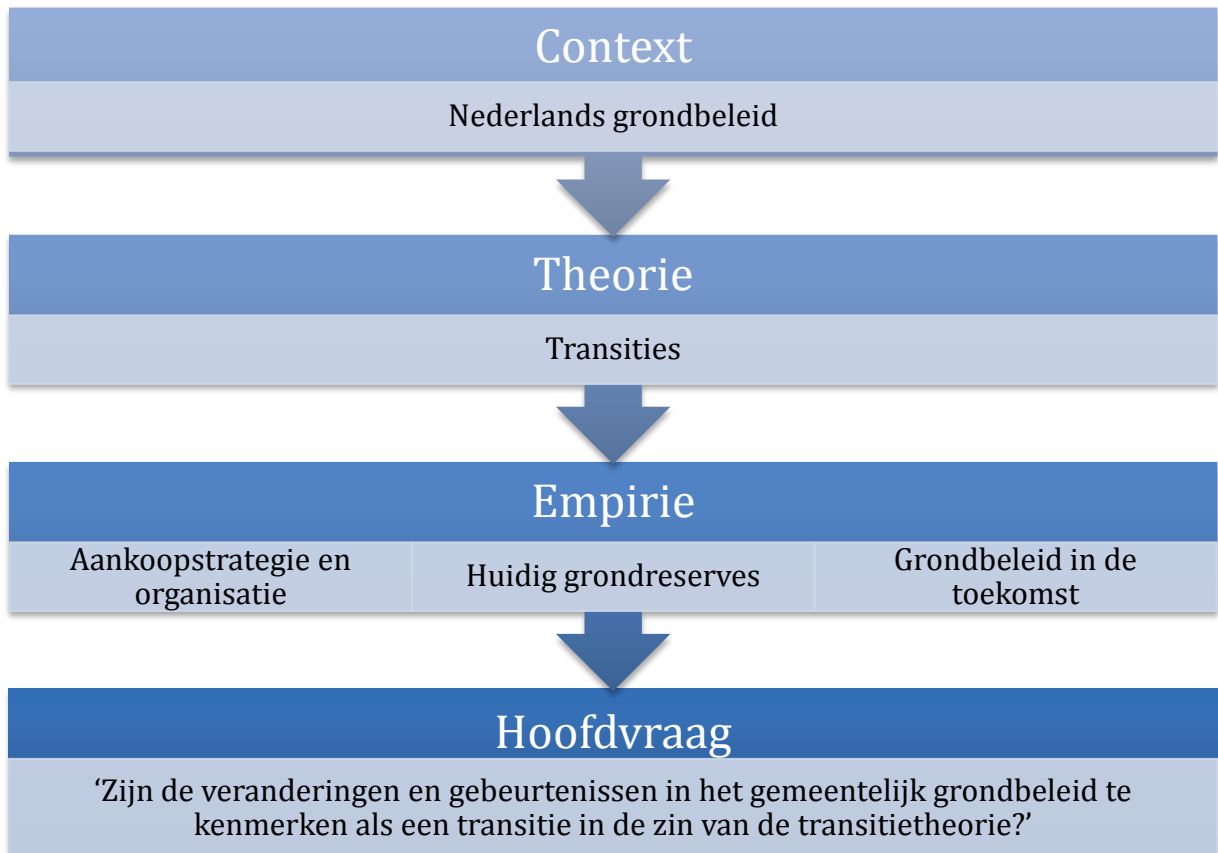 Context
Nederlands grondbeleid
Theorie
Transities
Empirie
Aankoopstrategie en
organisatie
Huidig grondreserves
Grondbeleid in de
toekomst
Hoofdvraag
‘Zijn de veranderingen en gebeurtenissen in het gemeentelijk grondbeleid te
kenmerken als een transitie in de zin van de transitietheorie?’